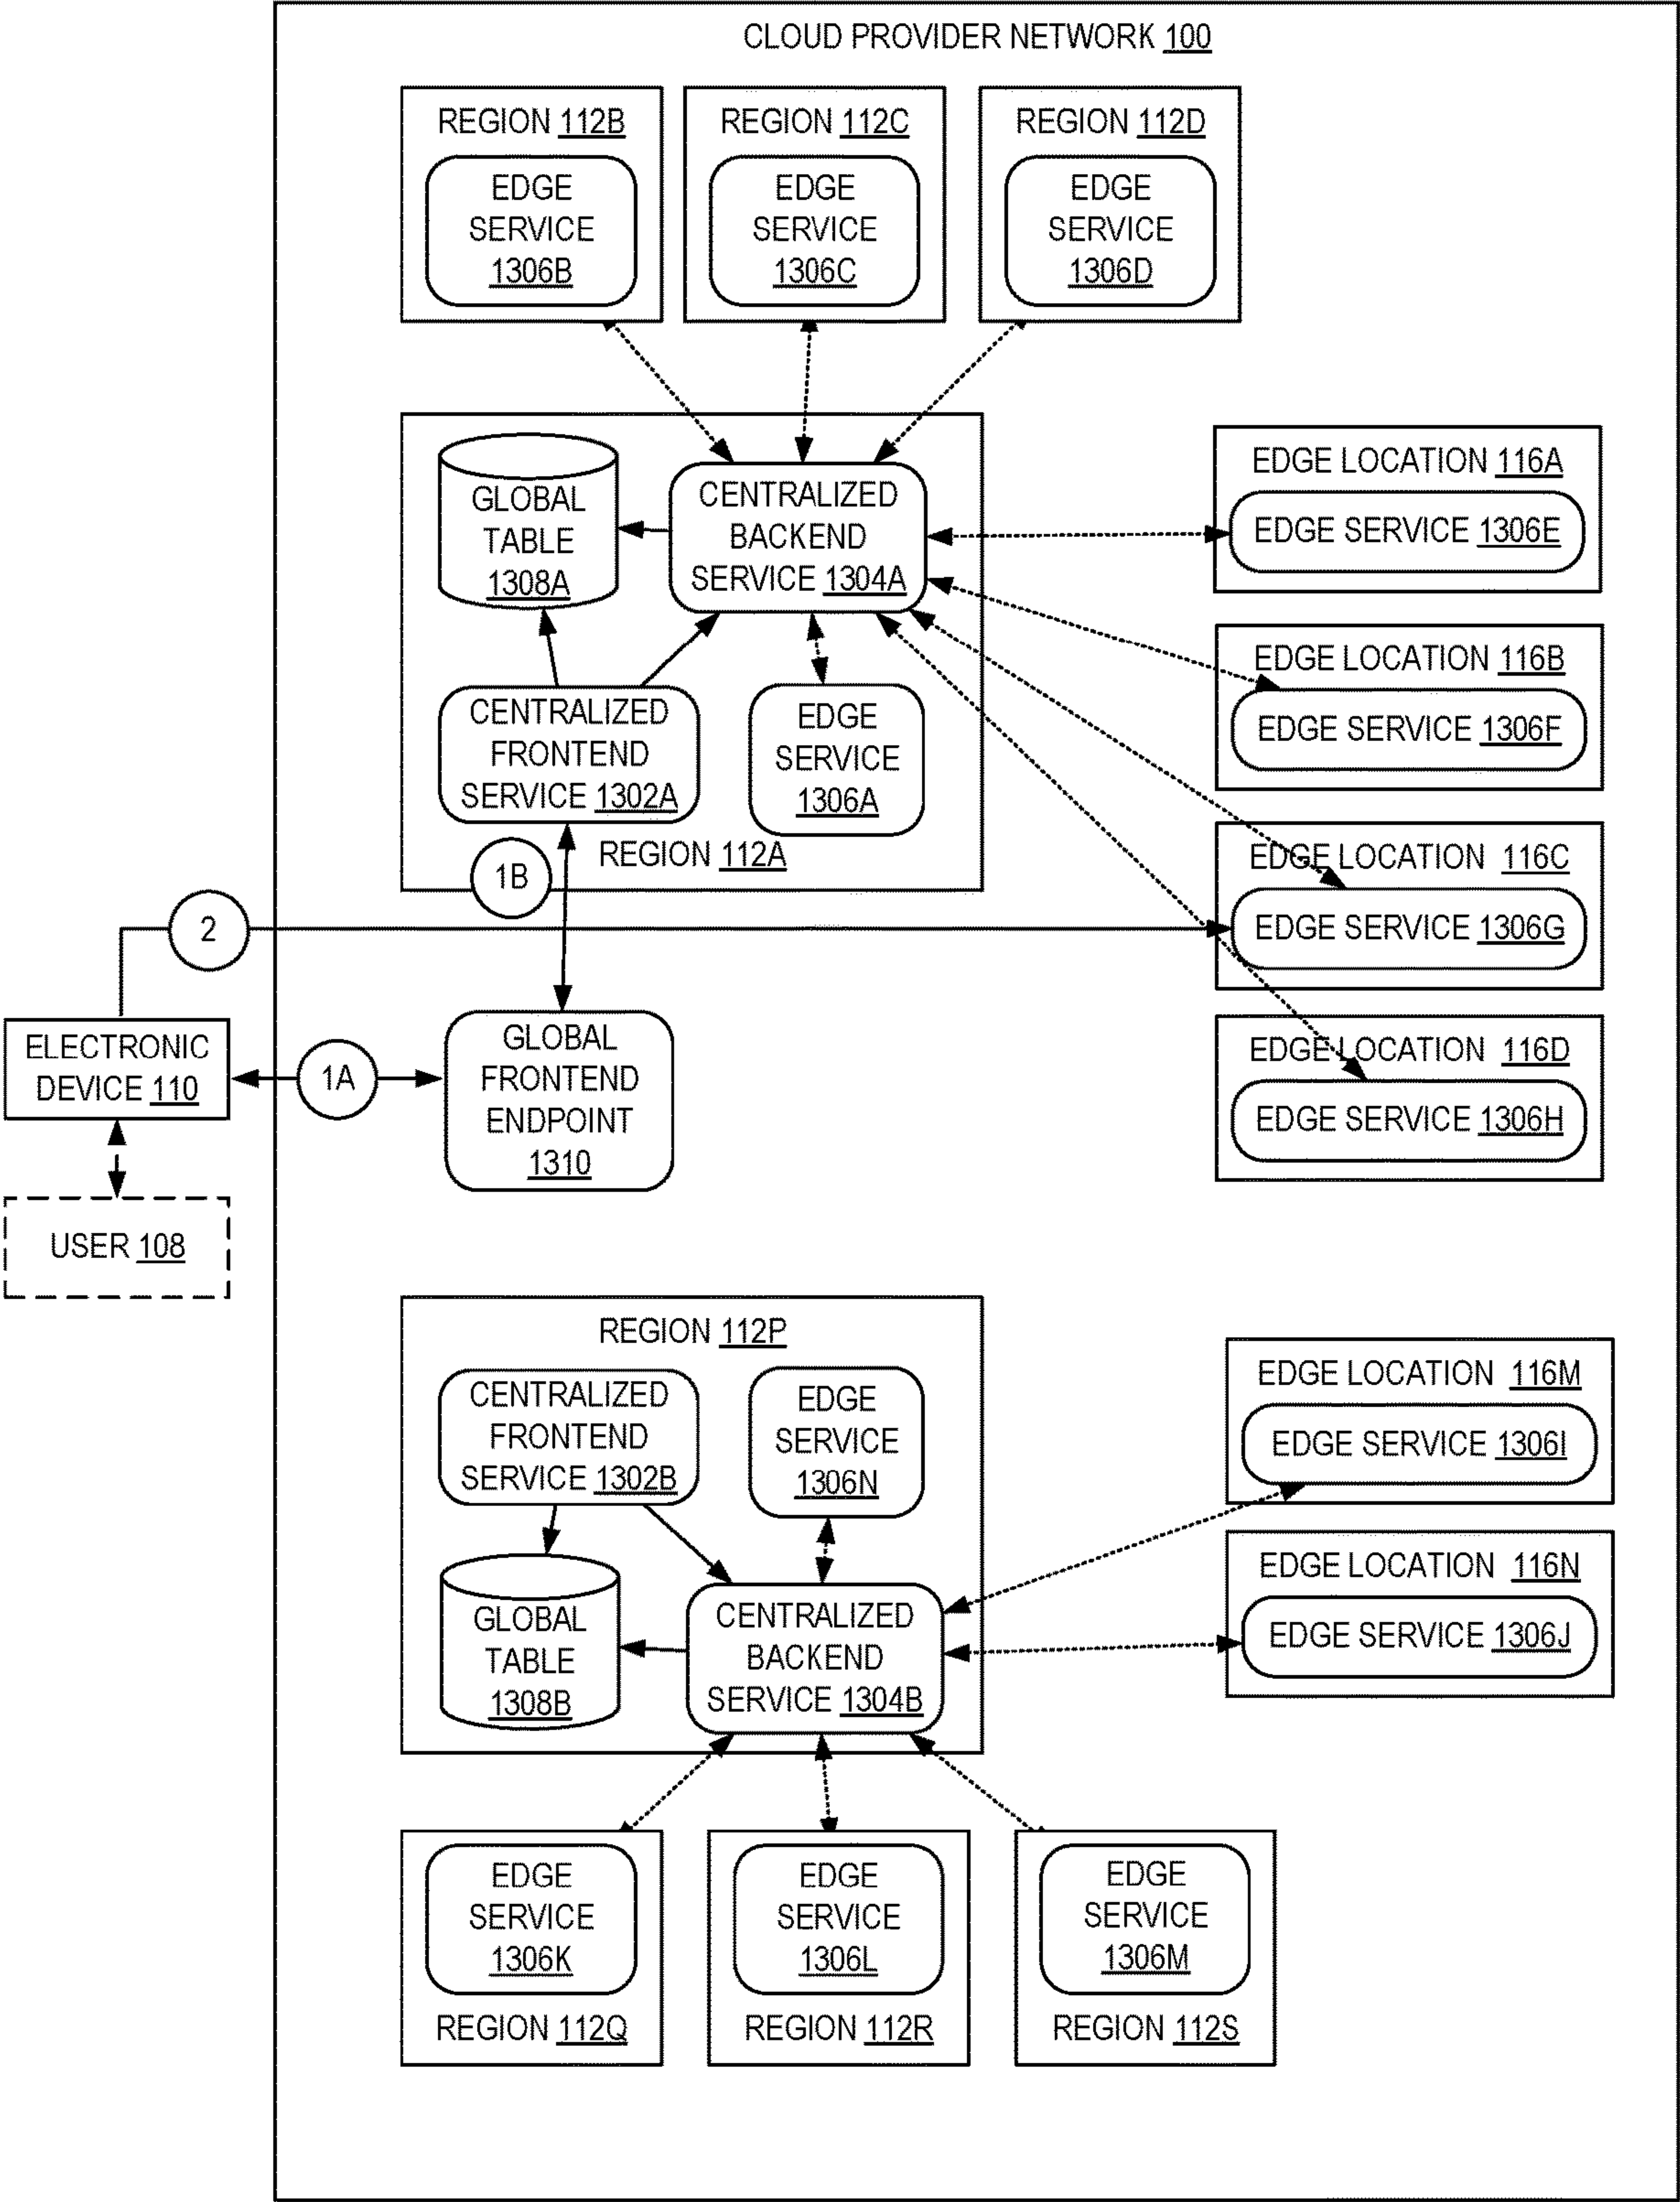 CLOUD PROVIDER NETWORK 100
REGION 112B
EDGE
SERVICE
1306B
REGION 112C
EDGE
SERVICE
1306C
REGION 112D
EDGE
SERVICE
1306D
GLOBAL
TABLE
1308A
CENTRALIZED
BACKEND
SERVICE 1304A
CENTRALIZED
FRONTEND
SERVICE 1302A
EDGE
SERVICE
1306A
REGION 112A
EDGE LOCATION 116A
EDGE SERVICE 1306E
EDGE LOCATION 116B
EDGE SERVICE 1306F
EDGE LOCATION 116C
EDGE SERVICE 1306G
EDGE LOCATION 116D
EDGE SERVICE 1306H
1B
2
ELECTRONIC
DEVICE 110
1A
GLOBAL
FRONTEND
ENDPOINT
1310
USER 108
REGION 112P
CENTRALIZED
FRONTEND
SERVICE 1302B
EDGE
SERVICE
1306N
GLOBAL
TABLE
1308B
CENTRALIZED
BACKEND
SERVICE 1304B
EDGE LOCATION 116M
EDGE SERVICE 1306I
EDGE LOCATION 116N
EDGE SERVICE 1306J
EDGE
SERVICE
1306K
REGION 112Q
EDGE
SERVICE
1306L
REGION 112R
EDGE
SERVICE
1306M
REGION 112S